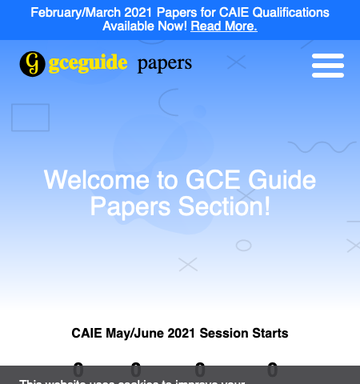 February/March 2021 Papers for CAIE Qualifications
Available Now! Read More.
gceguide papers
Welcome to GCE Guide
Papers Section!
CAIE May/June 2021 Session Starts
0 0 0 0
This website uses cookies to improve your